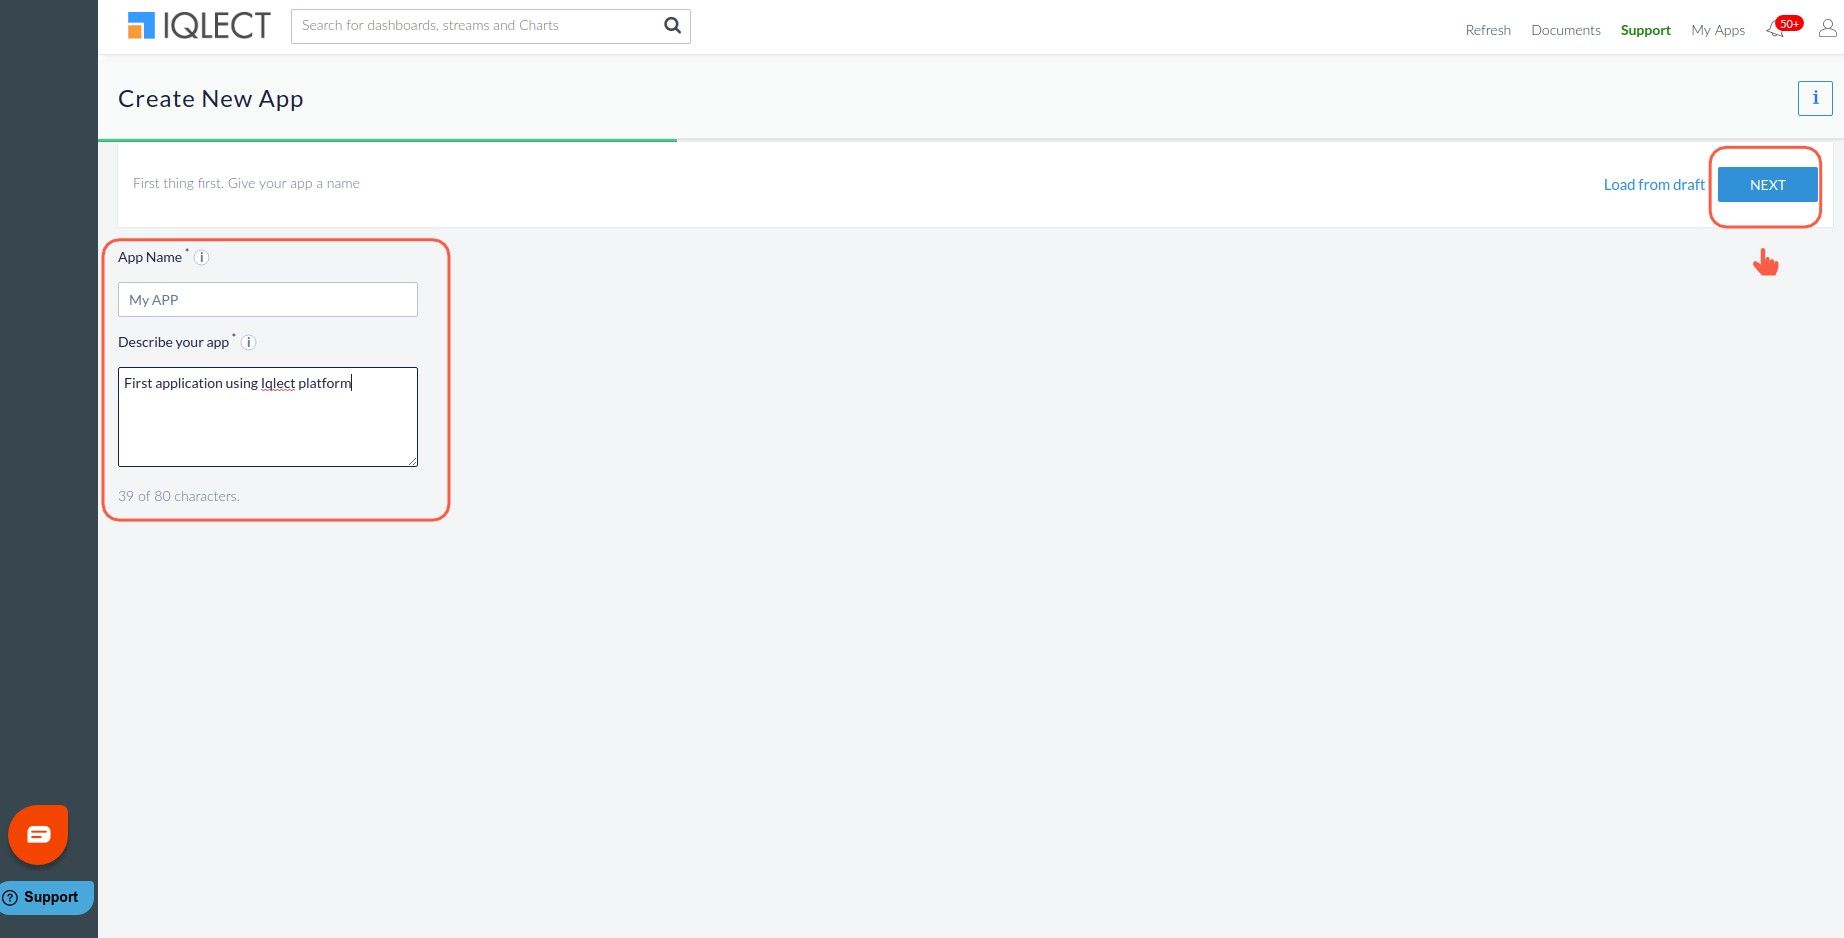 IQLECT
Search for dashboards, streams and Charts
Refresh Documents Support My Apps 50+
Create New App
i
First thing first. Give your app a name
Load from draft NEXT
App Name * i
My APP
Describe your app * i
First application using Iqlect platform
39 of 80 characters.
? Support